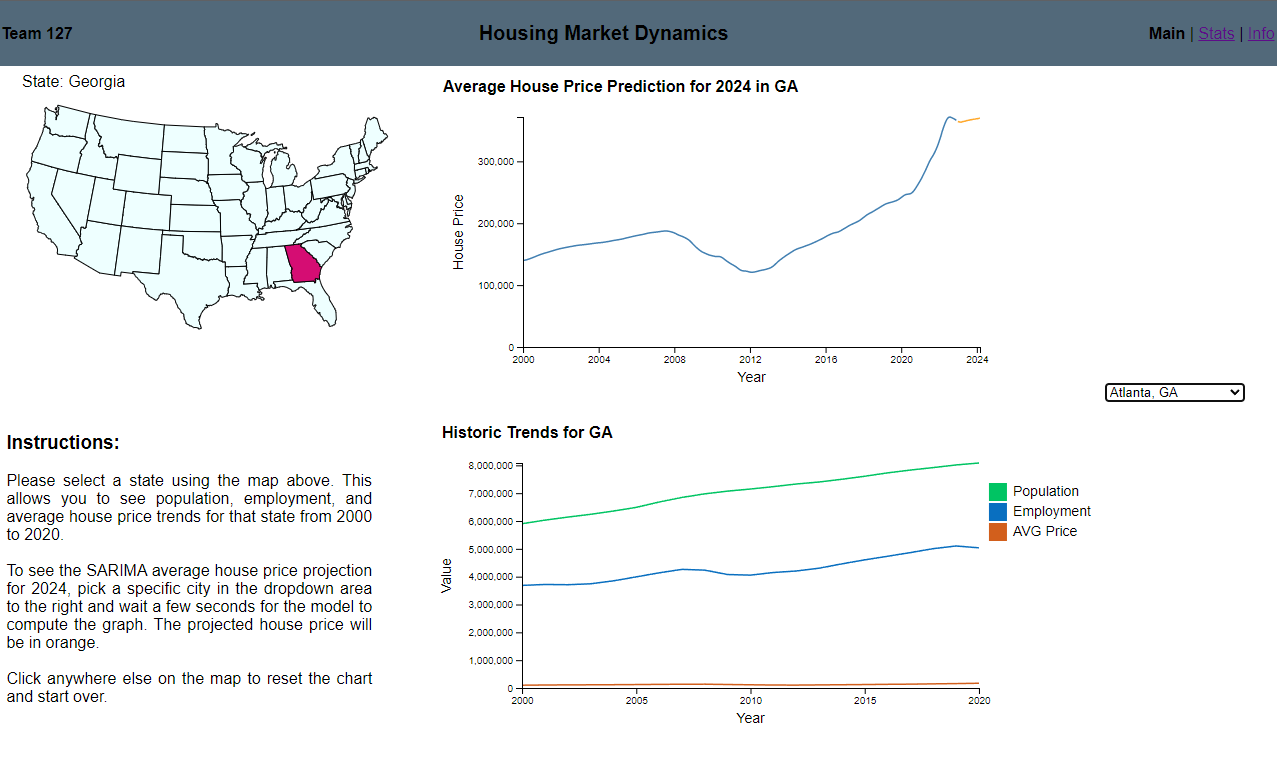 Team 127
Housing Market Dynamics
Main | Stats | Info
State: Georgia
Average House Price Prediction for 2024 in GA
300,000
200,000
100,000
0
House Price
2000 2004 2008 2012 2016 2020 2024
Year
Atlanta, GA
Instructions:
Please select a state using the map above. This
allows you to see population, employment, and
average house price trends for that state from 2000
to 2020.
To see the SARIMA average house price projection
for 2024, pick a specific city in the dropdown area
to the right and wait a few seconds for the model to
compute the graph. The projected house price will
be in orange.
Click anywhere else on the map to reset the chart
and start over.
Historic Trends for GA
8,000,000
7,000,000
6,000,000
5,000,000
4,000,000
3,000,000
2,000,000
1,000,000
0
Value
2000 2005 2010 2015 2020
Year
Population
Employment
AVG Price